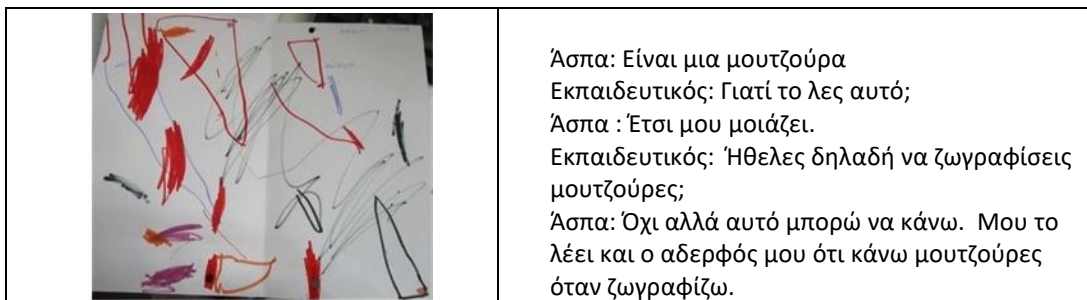 Άσπα: Είναι μια μουτζούρα
Εκπαιδευτικός: Γιατί το λες αυτό;
Άσπα : Έτσι μου μοιάζει.
Εκπαιδευτικός: Ήθελες δηλαδή να ζωγραφίσεις
μουτζούρες;
Άσπα: Όχι αλλά αυτό μπορώ να κάνω. Μου το
λέει και ο αδερφός μου ότι κάνω μουτζούρες
όταν ζωγραφίζω.